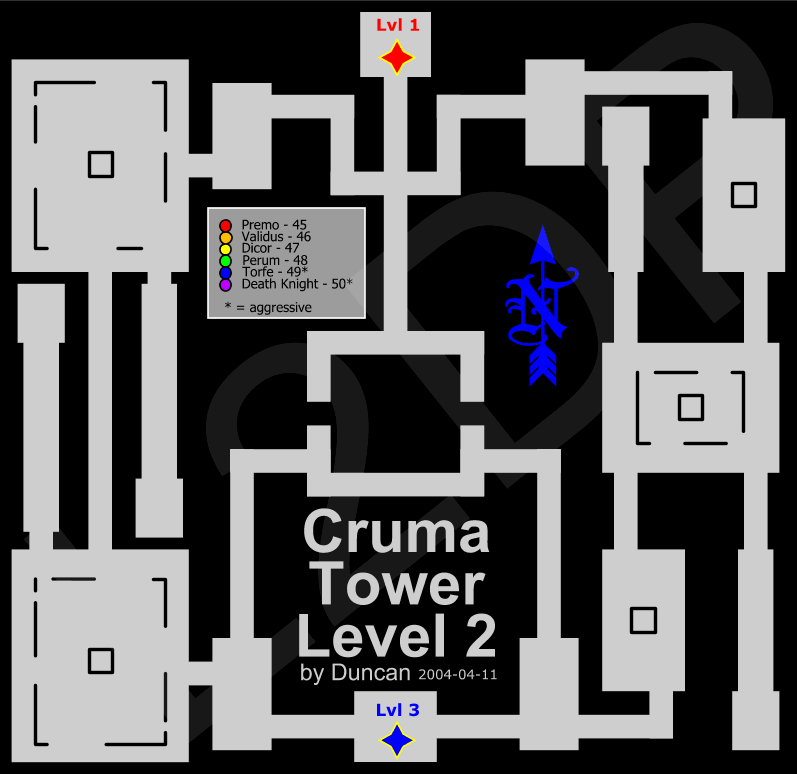 Lvl 1
Premo - 45
Validus - 46
Dicor - 47
Perum - 48
Torfe - 49*
Death Knight - 50*
* = aggressive
N
Cruma
Tower
Level 2
by Duncan 2004-04-11
Lvl 3